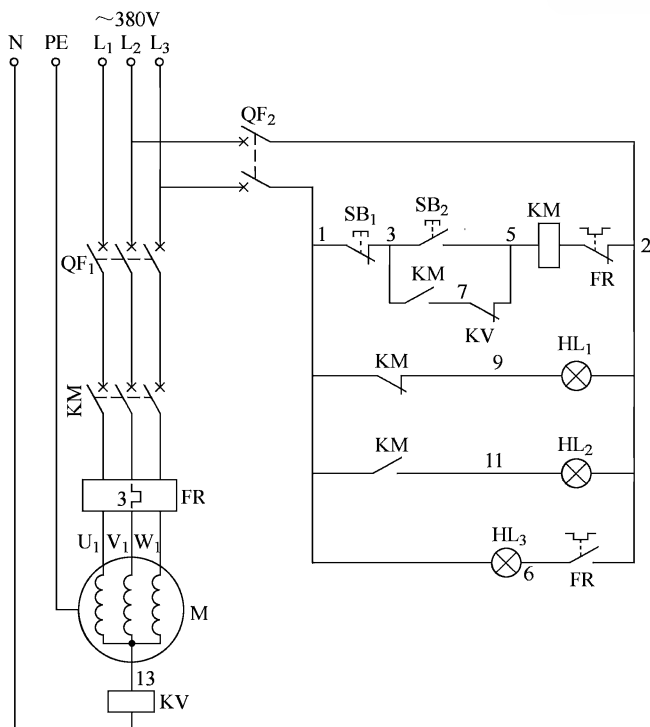 ~380V
N PE L₁ L₂ L₃
QF₂
SB₁ SB₂ KM
1 3 5 2
QF₁
KM 7 FR
KV
KM 9 HL₁
KM
KM 11 HL₂
3 FR
HL₃
6 FR
U₁ V₁ W₁
M
13
KV